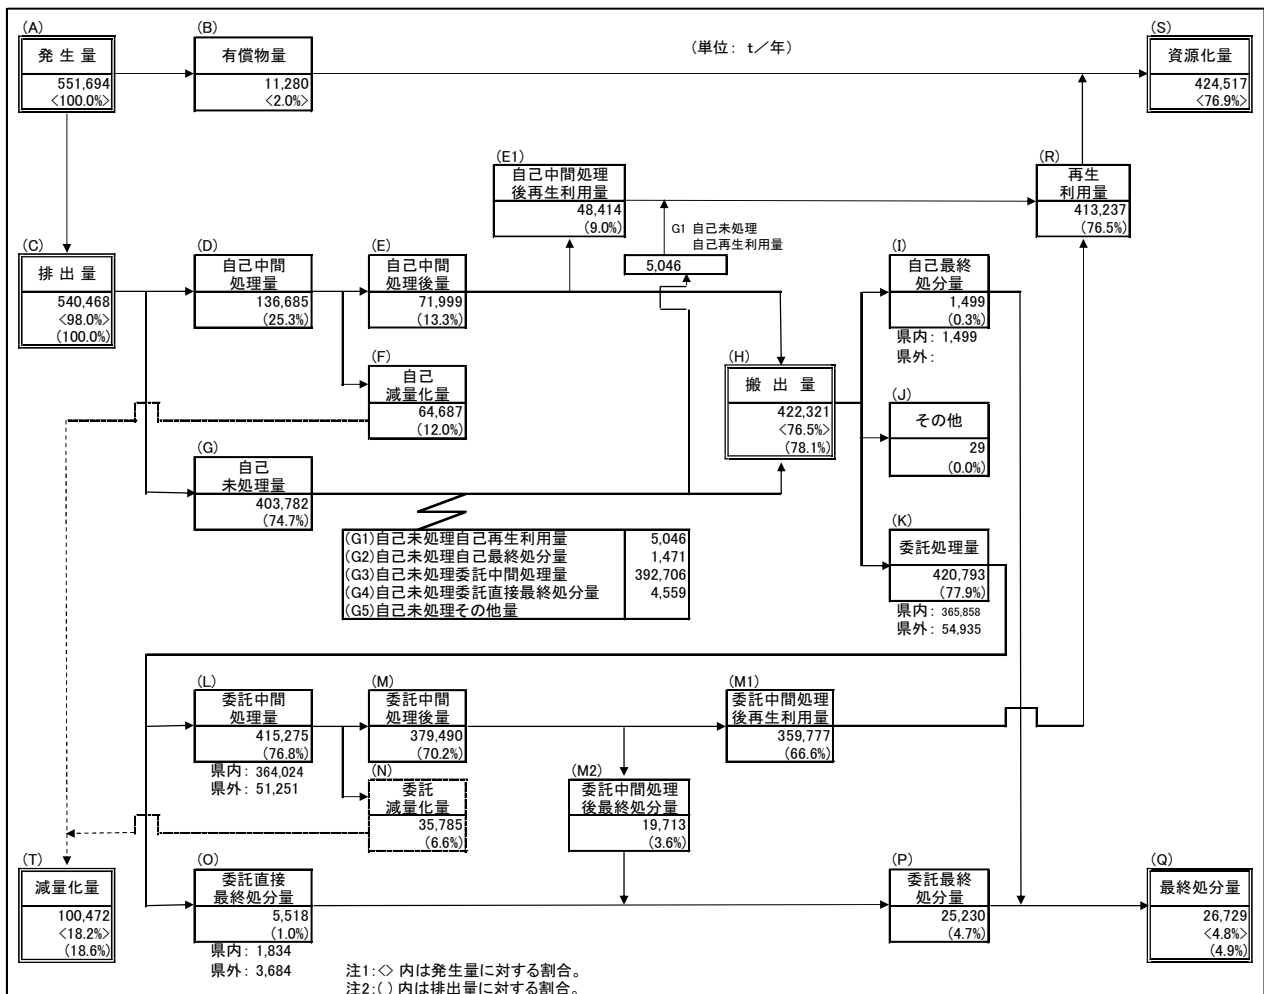 (A)
発 生 量
551,694
<100.0%>
(B)
有償物量
11,280
<2.0%>
(単位: t/年)
(S)
資源化量
424,517
<76.9%>
(E1)
自己中間処理
後再生利用量
48,414
(9.0%)
G1 自己未処理
自己再生利用量
5,046
(R)
再生
利用量
413,237
(76.5%)
(C)
排 出 量
540,468
<98.0%>
(100.0%)
(D)
自己中間
処理量
136,685
(25.3%)
(E)
自己中間
処理後量
71,999
(13.3%)
(I)
自己最終
処分量
1,499
(0.3%)
県内: 1,499
県外:
(F)
自己
減量化量
64,687
(12.0%)
(H)
搬 出 量
422,321
<76.5%>
(78.1%)
(J)
その他
29
(0.0%)
(G)
自己
未処理量
403,782
(74.7%)
(G1)自己未処理自己再生利用量 5,046
(G2)自己未処理自己最終処分量 1,471
(G3)自己未処理委託中間処理量 392,706
(G4)自己未処理委託直接最終処分量 4,559
(G5)自己未処理その他量
(K)
委託処理量
420,793
(77.9%)
県内: 365,858
県外: 54,935
(L)
委託中間
処理量
415,275
(76.8%)
県内: 364,024
県外: 51,251
(M)
委託中間
処理後量
379,490
(70.2%)
(M1)
委託中間処理
後再生利用量
359,777
(66.6%)
(N)
委託
減量化量
35,785
(6.6%)
(M2)
委託中間処理
後最終処分量
19,713
(3.6%)
(T)
減量化量
100,472
<18.2%>
(18.6%)
(O)
委託直接
最終処分量
5,518
(1.0%)
県内: 1,834
県外: 3,684
(P)
委託最終
処分量
25,230
(4.7%)
(Q)
最終処分量
26,729
<4.8%>
(4.9%)
注1:<> 内は発生量に対する割合。
注2:( ) 内は排出量に対する割合。